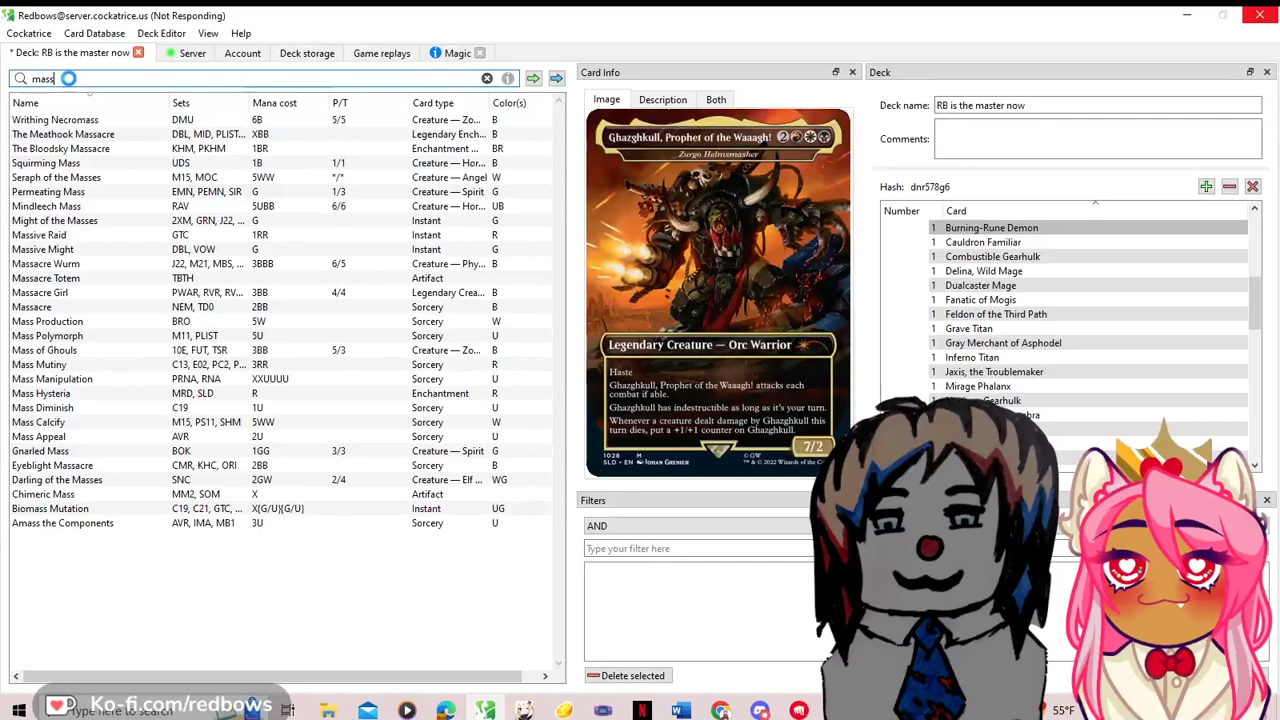 Redbows@server.cockatrice.us (Not Responding)
Cockatrice Card Database Deck Editor View Help
* Deck: RB is the master now Server Account Deck storage Game replays Magic
mass
Name Sets Mana cost P/T Card type Color(s)
Writhing Necromass DMU 6B 5/5 Creature — Zo... B
The Meathook Massacre DBL, MID, PLIST... XBB Legendary Ench... B
The Bloodsky Massacre KHM, PKHM 1BR Enchantment ... BR
Squirming Mass UDS 1B 1/1 Creature — Hor... B
Seraph of the Masses M15, MOC 5WW */* Creature — Angel W
Permeating Mass EMN, PEMN, SIR G 1/3 Creature — Spirit G
Mindleech Mass RAV 5UBB 6/6 Creature — Hor... UB
Might of the Masses 2XM, GRN, J22, ... G Instant G
Massive Raid GTC 1RR Instant R
Massive Might DBL, VOW G Instant G
Massacre Wurm J22, M21, MBS, ... 3BBB 6/5 Creature — Phy... B
Massacre Totem TBTH Artifact
Massacre Girl PWAR, RVR, RV... 3BB 4/4 Legendary Crea... B
Massacre NEM, TD0 2BB Sorcery B
Mass Production BRO 5W Sorcery W
Mass Polymorph M11, PLIST 5U Sorcery U
Mass of Ghouls 10E, FUT, TSR 3BB 5/3 Creature — Zo... B
Mass Mutiny C13, E02, PC2, P... 3RR Sorcery R
Mass Manipulation PRNA, RNA XXUUUU Sorcery U
Mass Hysteria MRD, SLD R Enchantment R
Mass Diminish C19 1U Sorcery U
Mass Calcify M15, PS11, SHM 5WW Sorcery W
Mass Appeal AVR 2U Sorcery U
Gnarled Mass BOK 1GG 3/3 Creature — Spirit G
Eyeblight Massacre CMR, KHC, ORI 2BB Sorcery B
Darling of the Masses SNC 2GW 2/4 Creature — Elf ... WG
Chimeric Mass MM2, SOM X Artifact
Biomass Mutation C19, C21, GTC, ... X{G/U}{G/U} Instant UG
Amass the Components AVR, IMA, MB1 3U Sorcery U
Card Info
Image Description Both
Ghazghkull, Prophet of the Waaagh! 2
Zurgo Helmsmasher
Legendary Creature — Orc Warrior
Haste
Ghazghkull, Prophet of the Waaagh! attacks each
combat if able.
Ghazghkull has indestructible as long as it's your turn.
Whenever a creature dealt damage by Ghazghkull this
turn dies, put a +1/+1 counter on Ghazghkull.
7/2
1028 M
SLD EN Johan Grenier
© GW
™ & © 2022 Wizards of the
Filters
AND
Type your filter here
Delete selected
Deck
Deck name: RB is the master now
Comments:
Hash: dnr578g6
Number Card
1 Burning-Rune Demon
1 Cauldron Familiar
1 Combustible Gearhulk
1 Delina, Wild Mage
1 Dualcaster Mage
1 Fanatic of Mogis
1 Feldon of the Third Path
1 Grave Titan
1 Gray Merchant of Asphodel
1 Inferno Titan
1 Jaxis, the Troublemaker
1 Mirage Phalanx
Gearhulk
Ko-fi.com/redbows
Type here to search
55°F